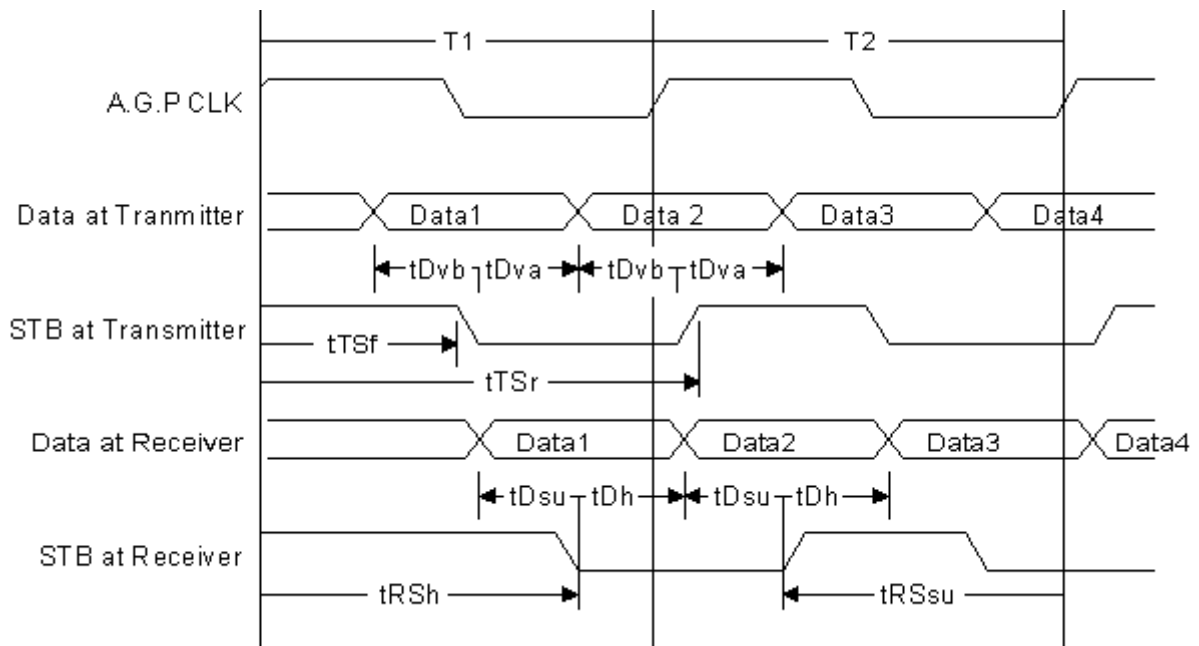 T1 T2
A.G.P CLK
Data at Tranmitter Data1 Data 2 Data3 Data4
tDvb tDva tDvb tDva
STB at Transmitter
tTSf
tTSr
Data at Receiver Data1 Data2 Data3 Data4
tDsu tDh tDsu tDh
STB at Receiver
tRSh tRSsu